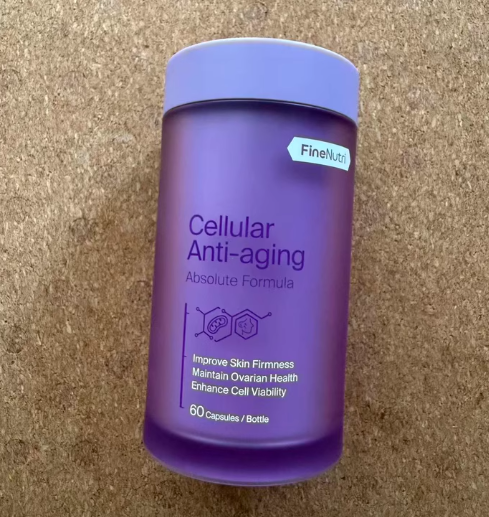 FineNutri
Cellular
Anti-aging
Absolute Formula
Improve Skin Firmness
Maintain Ovarian Health
Enhance Cell Viability
60 Capsules / Bottle